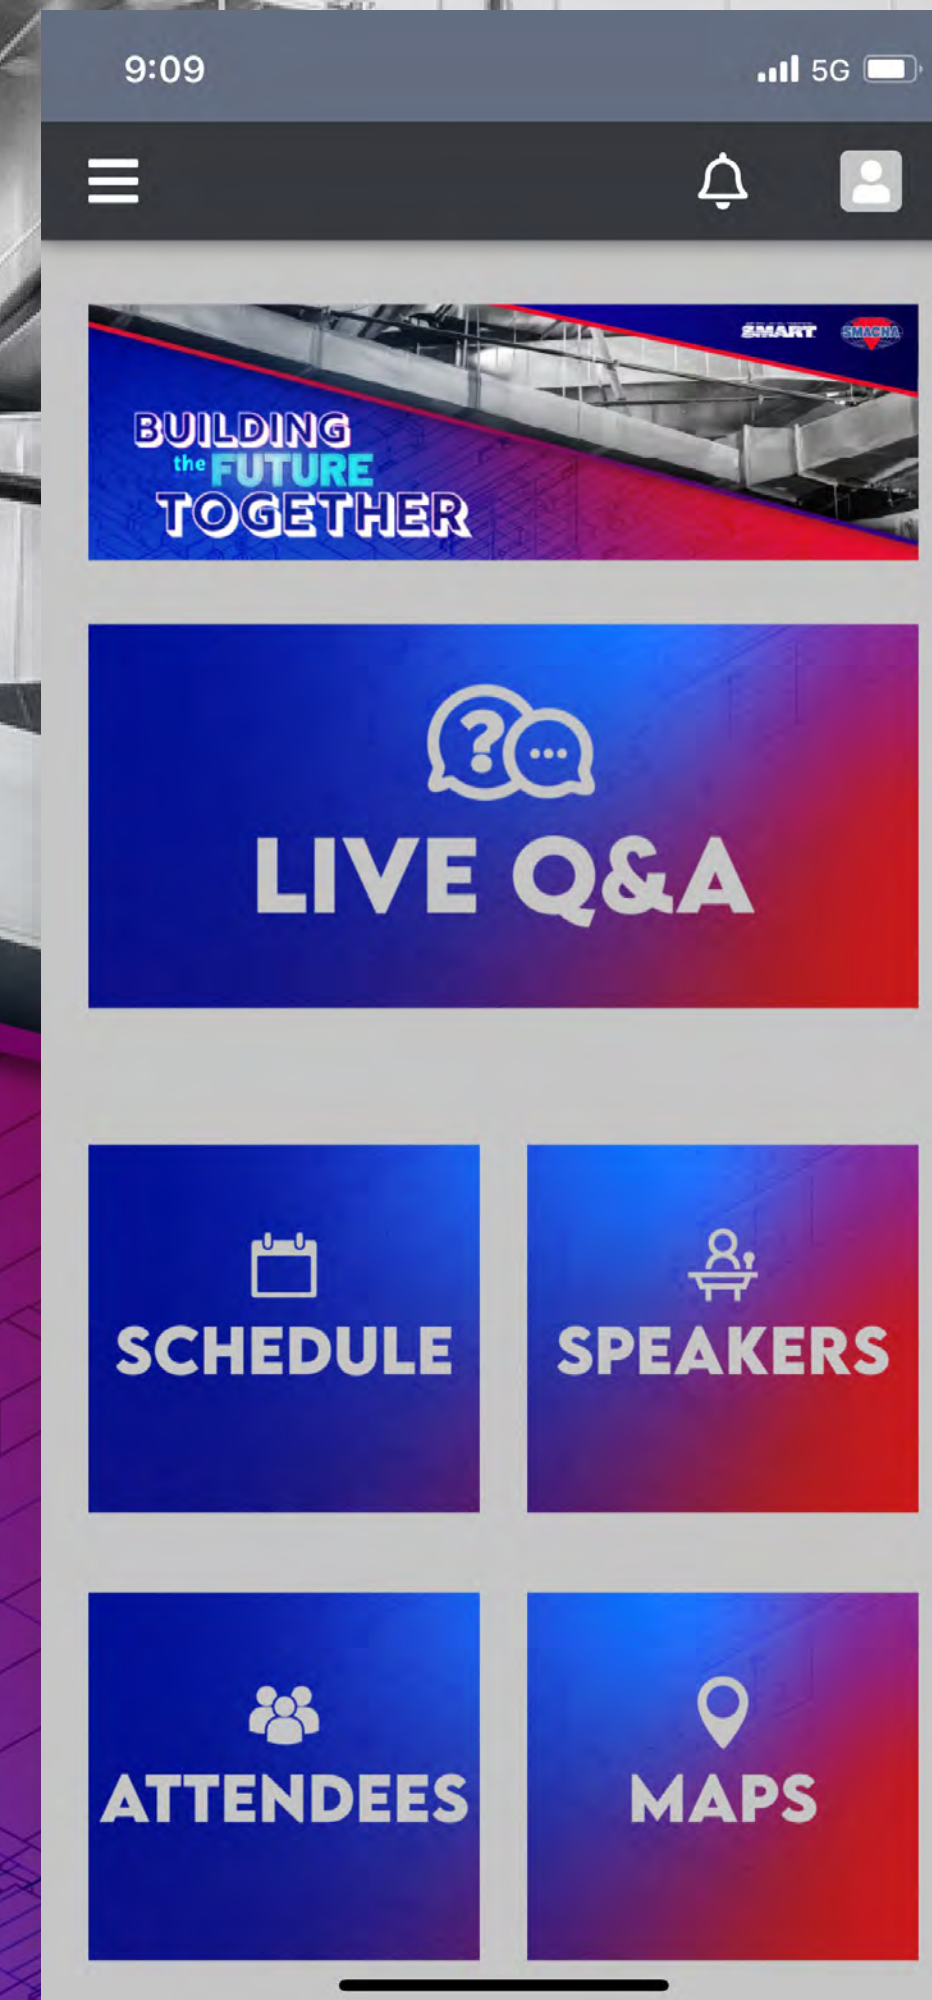 9:09
5G
SMART
SMACNA
BUILDING
the FUTURE
TOGETHER
?
LIVE Q&A
SCHEDULE
SPEAKERS
ATTENDEES
MAPS